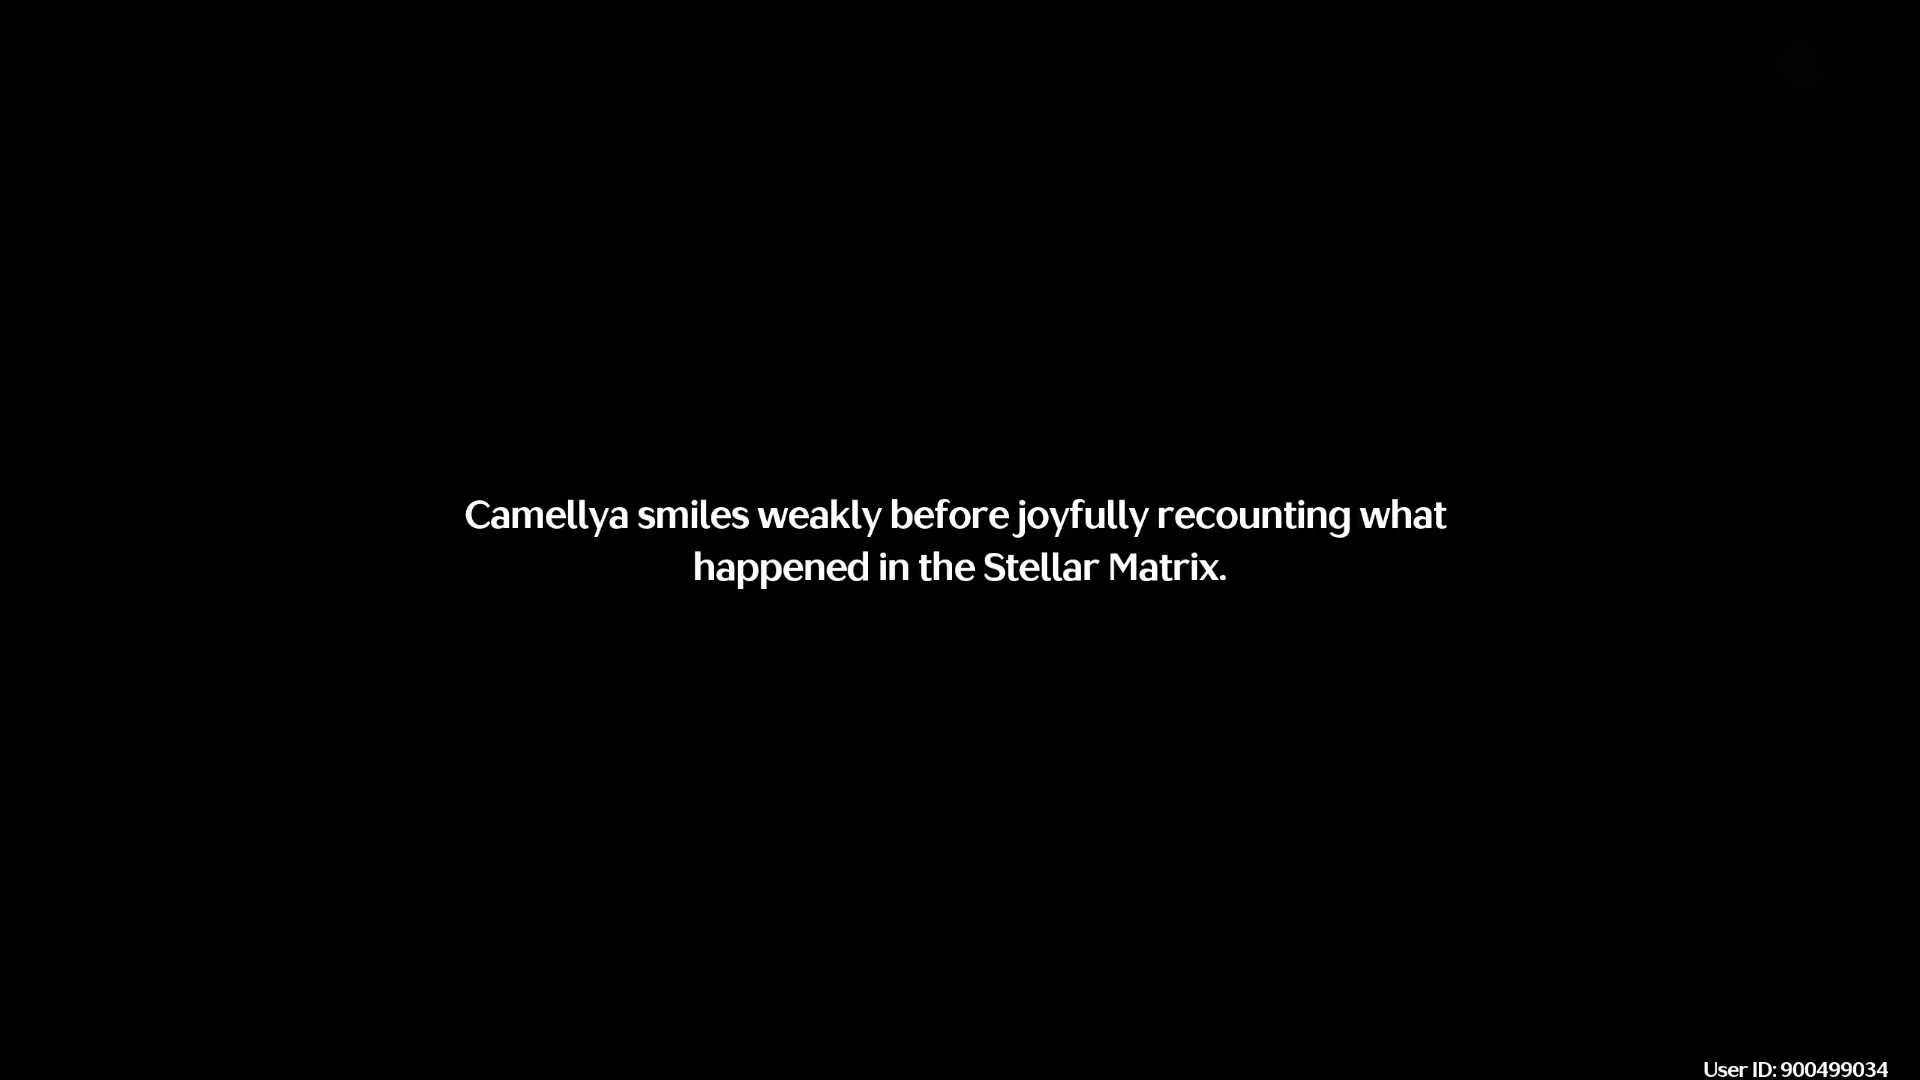 Camellya smiles weakly before joyfully recounting what
happened in the Stellar Matrix.
User ID: 900499034